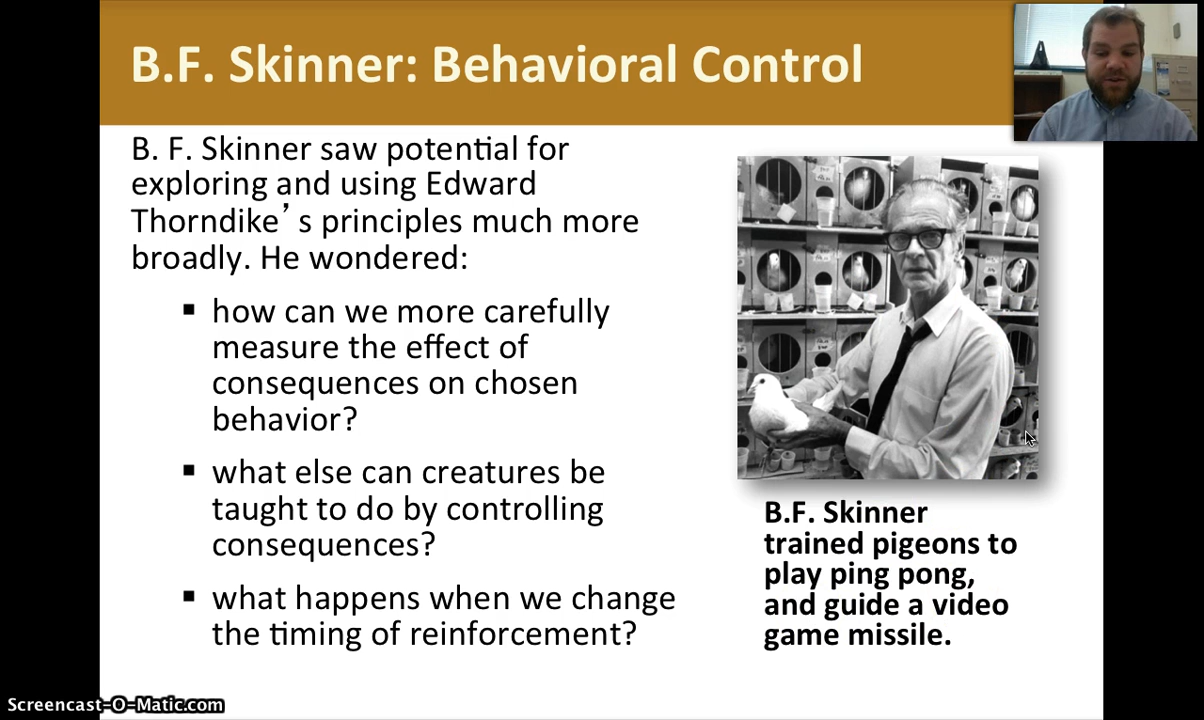 B.F. Skinner: Behavioral Control
B. F. Skinner saw potential for
exploring and using Edward
Thorndike’s principles much more
broadly. He wondered:
▪ how can we more carefully
measure the effect of
consequences on chosen
behavior?
▪ what else can creatures be
taught to do by controlling
consequences?
▪ what happens when we change
the timing of reinforcement?
B.F. Skinner
trained pigeons to
play ping pong,
and guide a video
game missile.
Screencast-O-Matic.com